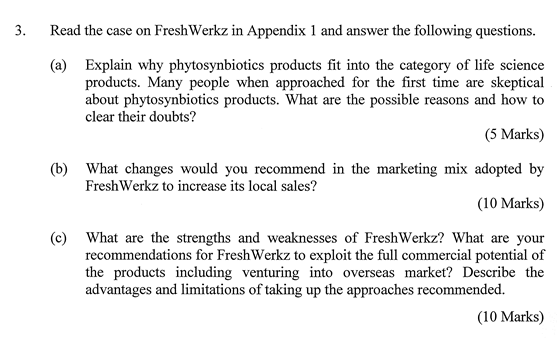 3. Read the case on FreshWerkz in Appendix 1 and answer the following questions.
(a) Explain why phytosynbiotics products fit into the category of life science
products. Many people when approached for the first time are skeptical
about phytosynbiotics products. What are the possible reasons and how to
clear their doubts?
(5 Marks)
(b) What changes would you recommend in the marketing mix adopted by
FreshWerkz to increase its local sales?
(10 Marks)
(c) What are the strengths and weaknesses of FreshWerkz? What are your
recommendations for FreshWerkz to exploit the full commercial potential of
the products including venturing into overseas market? Describe the
advantages and limitations of taking up the approaches recommended.
(10 Marks)